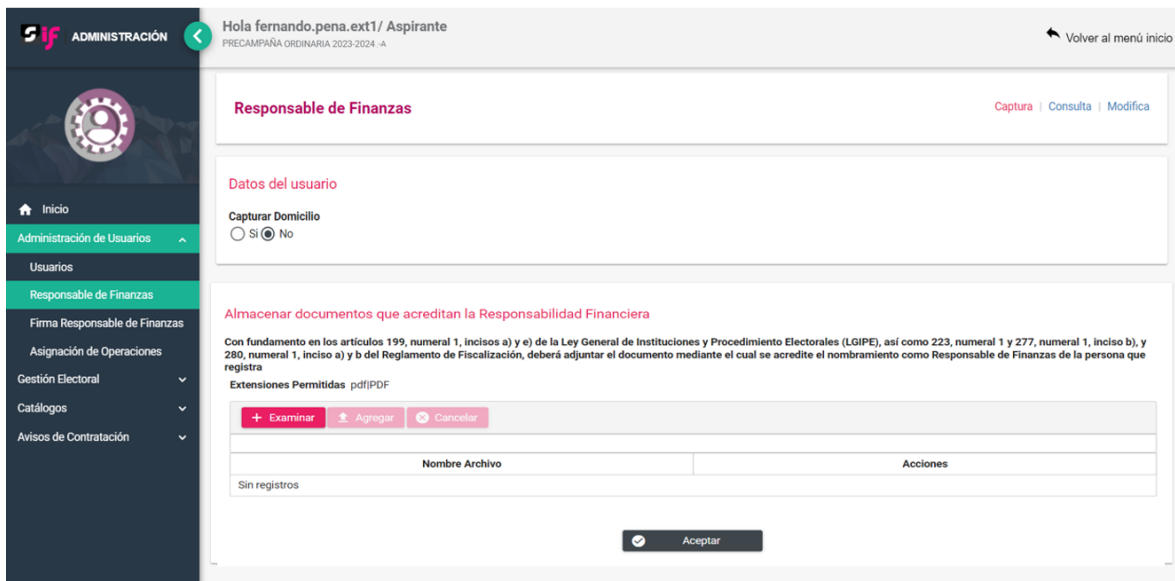 SIF ADMINISTRACIÓN
Hola fernando.pena.ext1/ Aspirante
PRECAMPAÑA ORDINARIA 2023-2024 -A
Volver al menú inicio
Responsable de Finanzas
Captura | Consulta | Modifica
Datos del usuario
Capturar Domicilio
Si No
Inicio
Administración de Usuarios
Usuarios
Responsable de Finanzas
Firma Responsable de Finanzas
Asignación de Operaciones
Gestión Electoral
Catálogos
Avisos de Contratación
Almacenar documentos que acreditan la Responsabilidad Financiera
Con fundamento en los artículos 199, numeral 1, incisos a) y e) de la Ley General de Instituciones y Procedimiento Electorales (LGIPE), así como 223, numeral 1 y 277, numeral 1, inciso b), y
280, numeral 1, inciso a) y b del Reglamento de Fiscalización, deberá adjuntar el documento mediante el cual se acredite el nombramiento como Responsable de Finanzas de la persona que
registra
Extensiones Permitidas pdf|PDF
+ Examinar Agregar Cancelar
Nombre Archivo Acciones
Sin registros
Aceptar